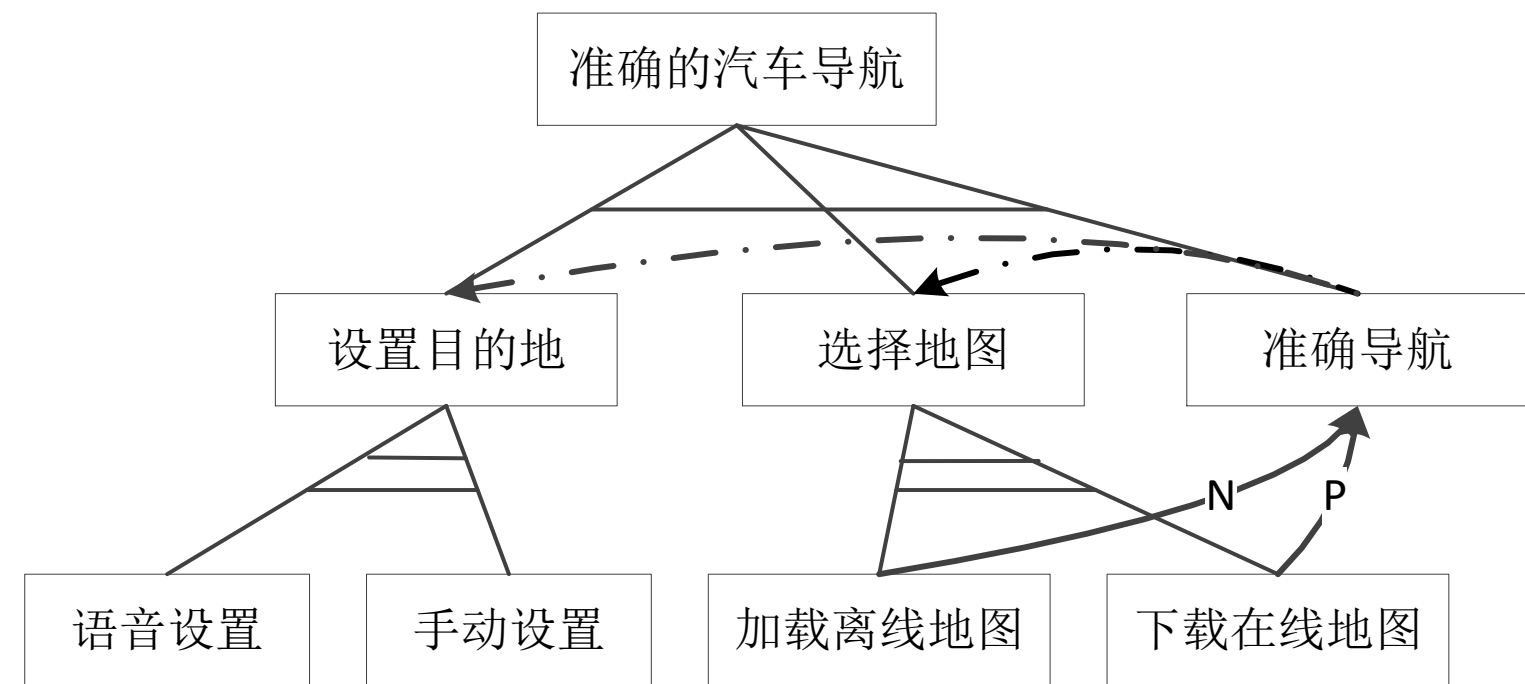 准确的汽车导航
设置目的地
选择地图
准确导航
N
P
语音设置
手动设置
加载离线地图
下载在线地图